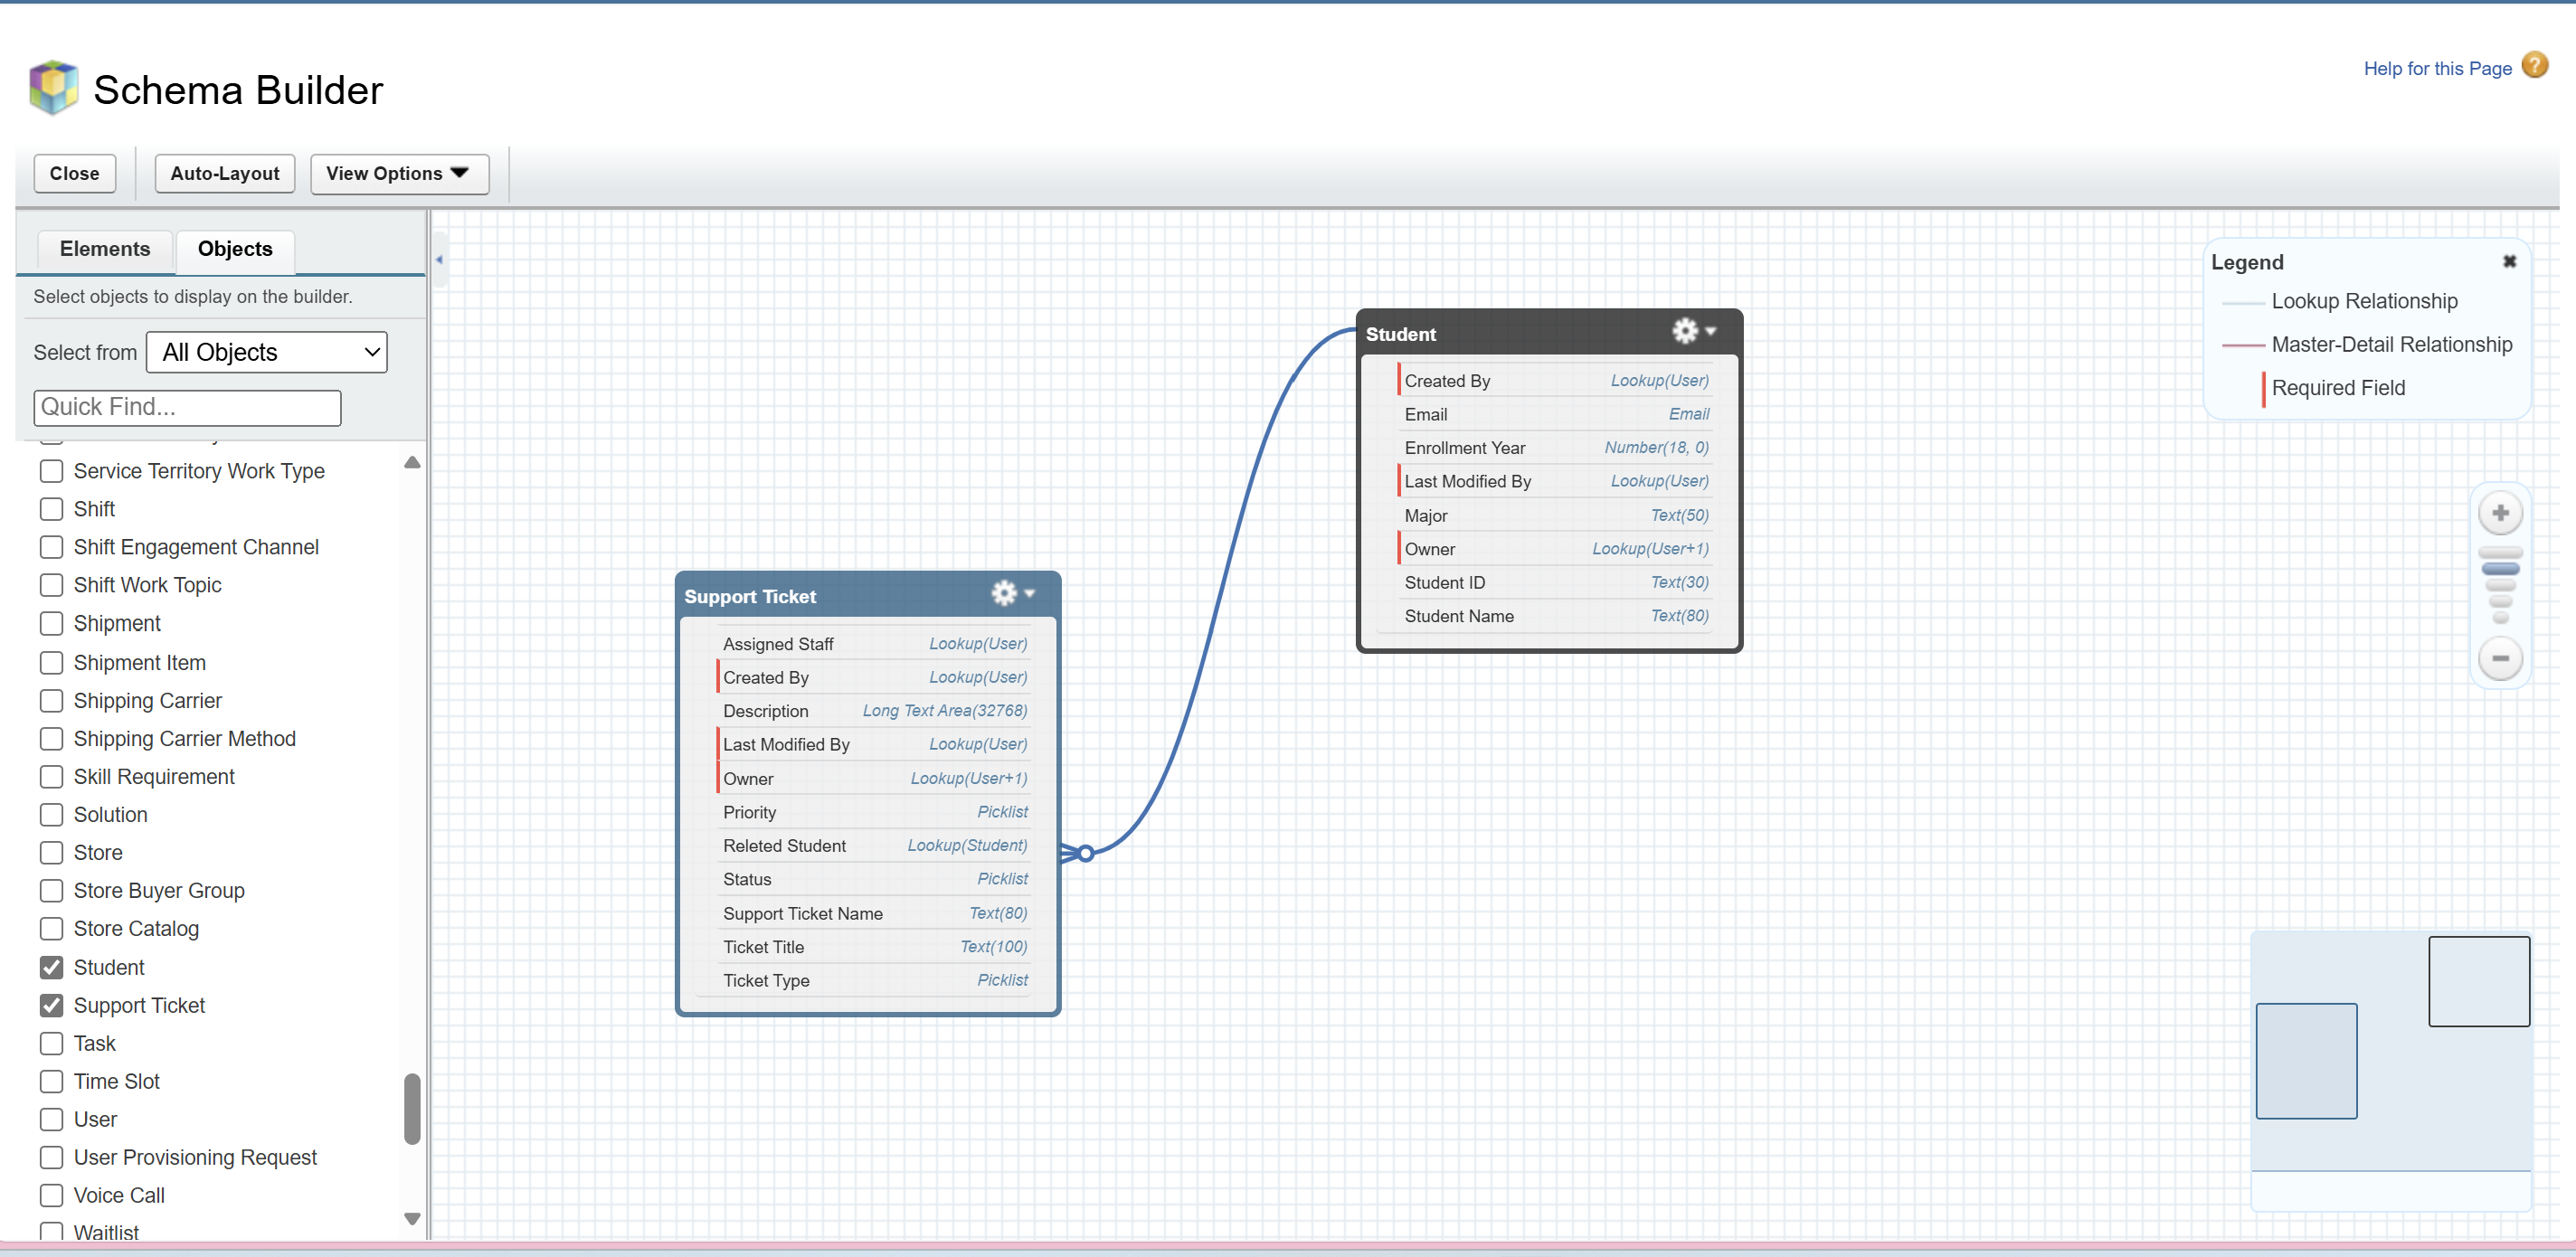 Schema Builder
Help for this Page ?
Close
Auto-Layout
View Options
Elements
Objects
Select objects to display on the builder.
Select from All Objects
Quick Find...
Service Territory Work Type
Shift
Shift Engagement Channel
Shift Work Topic
Shipment
Shipment Item
Shipping Carrier
Shipping Carrier Method
Skill Requirement
Solution
Store
Store Buyer Group
Store Catalog
Student
Support Ticket
Task
Time Slot
User
User Provisioning Request
Voice Call
Waitlist
Support Ticket
Assigned Staff Lookup(User)
Created By Lookup(User)
Description Long Text Area(32768)
Last Modified By Lookup(User)
Owner Lookup(User+1)
Priority Picklist
Releted Student Lookup(Student)
Status Picklist
Support Ticket Name Text(80)
Ticket Title Text(100)
Ticket Type Picklist
Student
Created By Lookup(User)
Email Email
Enrollment Year Number(18, 0)
Last Modified By Lookup(User)
Major Text(50)
Owner Lookup(User+1)
Student ID Text(30)
Student Name Text(80)
Legend
Lookup Relationship
Master-Detail Relationship
Required Field